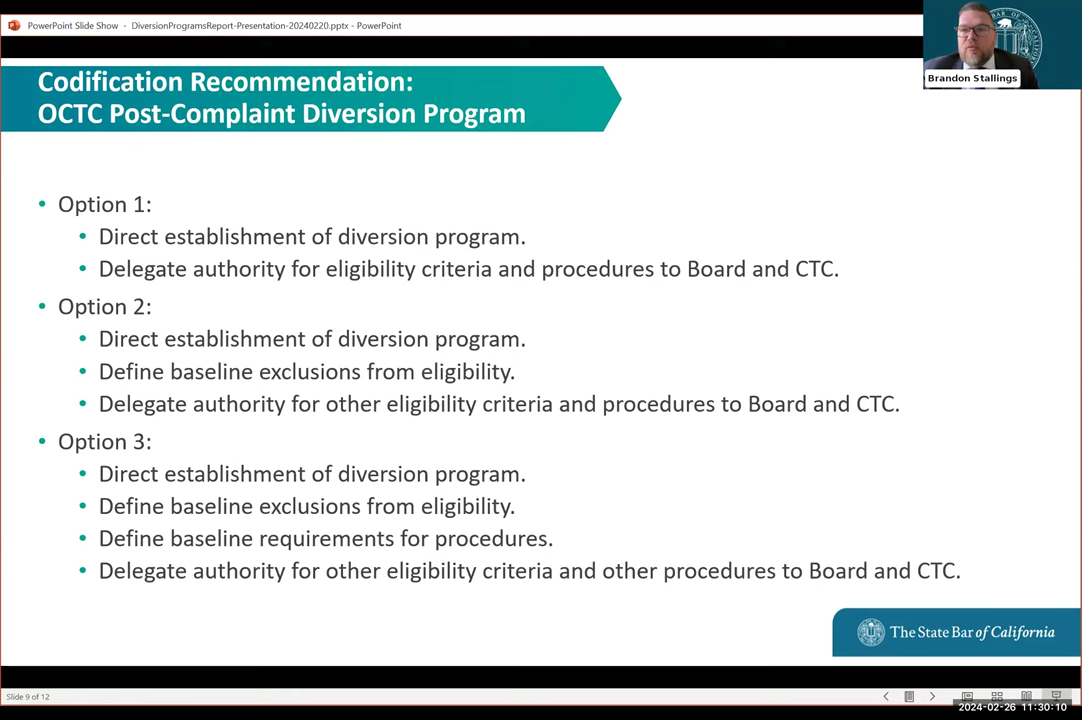 PowerPoint Slide Show - DiversionProgramsReport-Presentation-20240220.pptx - PowerPoint
Brandon Stallings
Codification Recommendation:
OCTC Post-Complaint Diversion Program
• Option 1:
• Direct establishment of diversion program.
• Delegate authority for eligibility criteria and procedures to Board and CTC.
• Option 2:
• Direct establishment of diversion program.
• Define baseline exclusions from eligibility.
• Delegate authority for other eligibility criteria and procedures to Board and CTC.
• Option 3:
• Direct establishment of diversion program.
• Define baseline exclusions from eligibility.
• Define baseline requirements for procedures.
• Delegate authority for other eligibility criteria and other procedures to Board and CTC.
The State Bar of California
Slide 9 of 12
2024-02-26 11:30:10